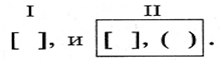 I II
[ ], и [ ], ( ).